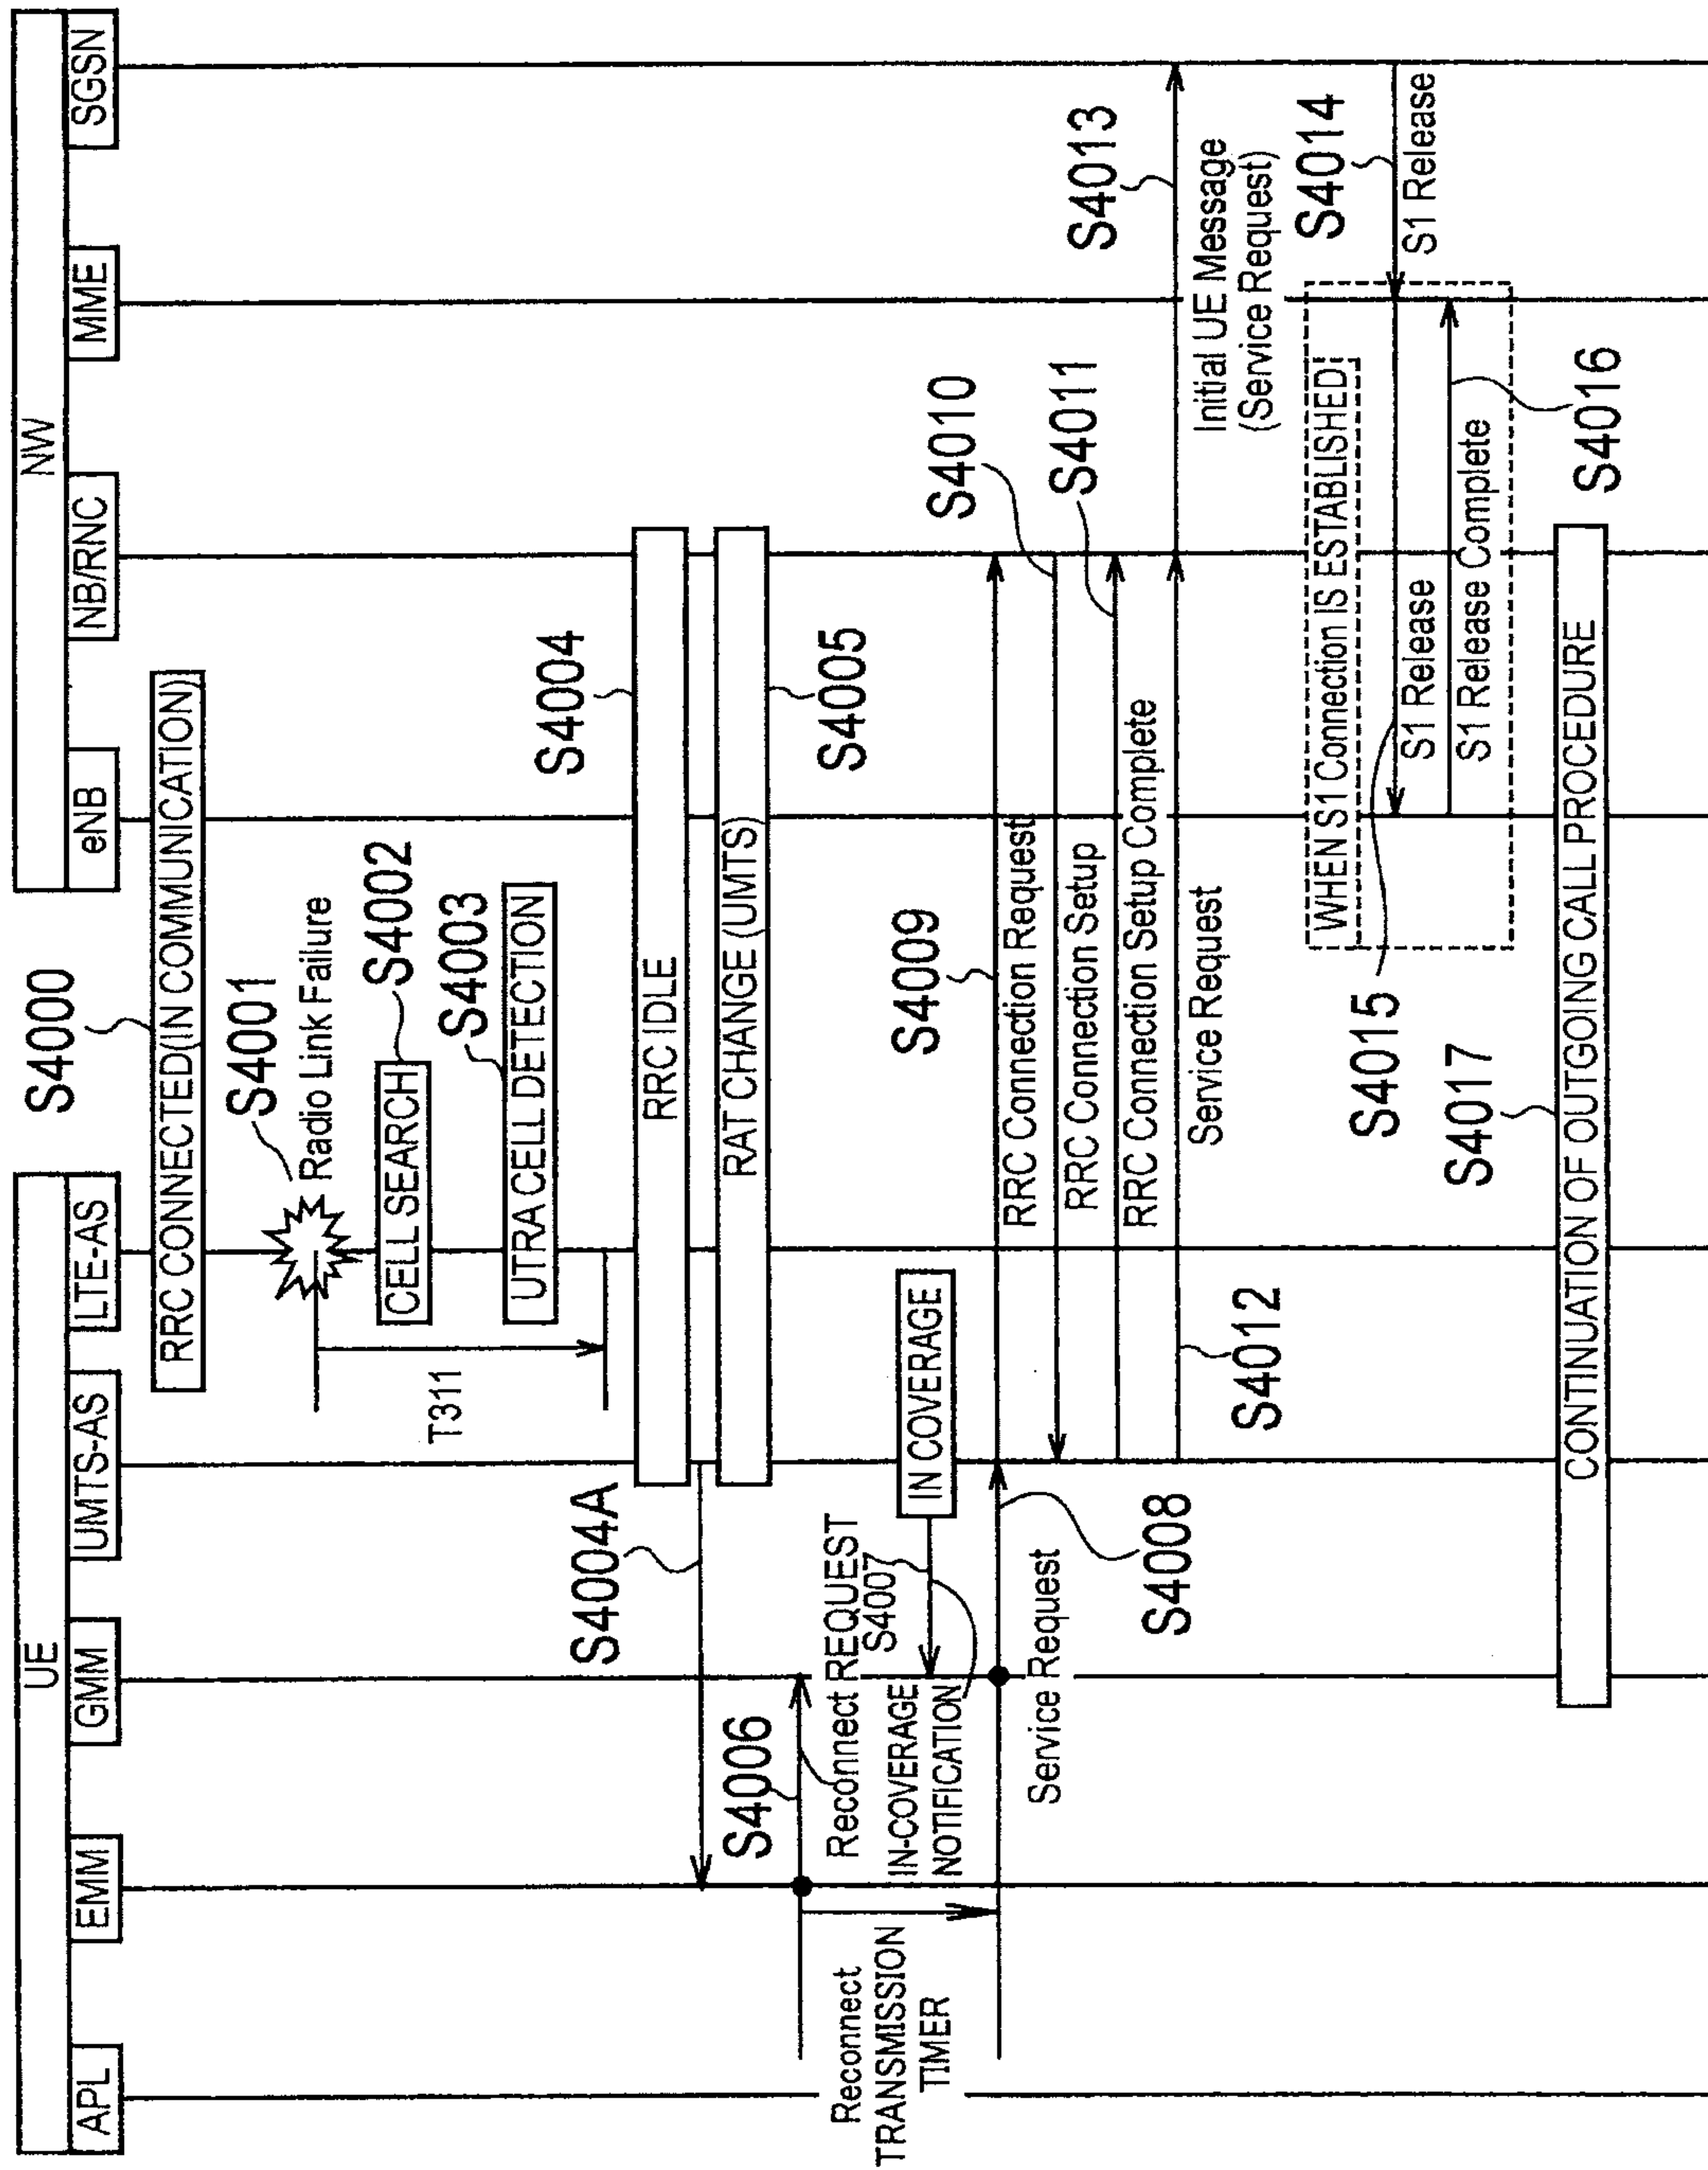 UE
NW
APL
EMM
GMM
UMTS-AS
LTE-AS
eNB
NB/RNC
MME
SGSN
S4000
RRC CONNECTED(IN COMMUNICATION)
S4001
Radio Link Failure
S4002
CELL SEARCH
S4003
UTRA CELL DETECTION
T311
S4004
RRC IDLE
S4004A
RAT CHANGE (UMTS)
S4005
S4006
Reconnect REQUEST
S4007
IN COVERAGE
IN-COVERAGE
NOTIFICATION
Reconnect
TRANSMISSION
TIMER
S4008
Service Request
S4009
RRC Connection Request
S4010
RRC Connection Setup
S4011
RRC Connection Setup Complete
S4012
Service Request
S4013
Initial UE Message
(Service Request)
S4014
S1 Release
WHEN S1 Connection IS ESTABLISHED
S4015
S1 Release
S1 Release Complete
S4016
S4017
CONTINUATION OF OUTGOING CALL PROCEDURE